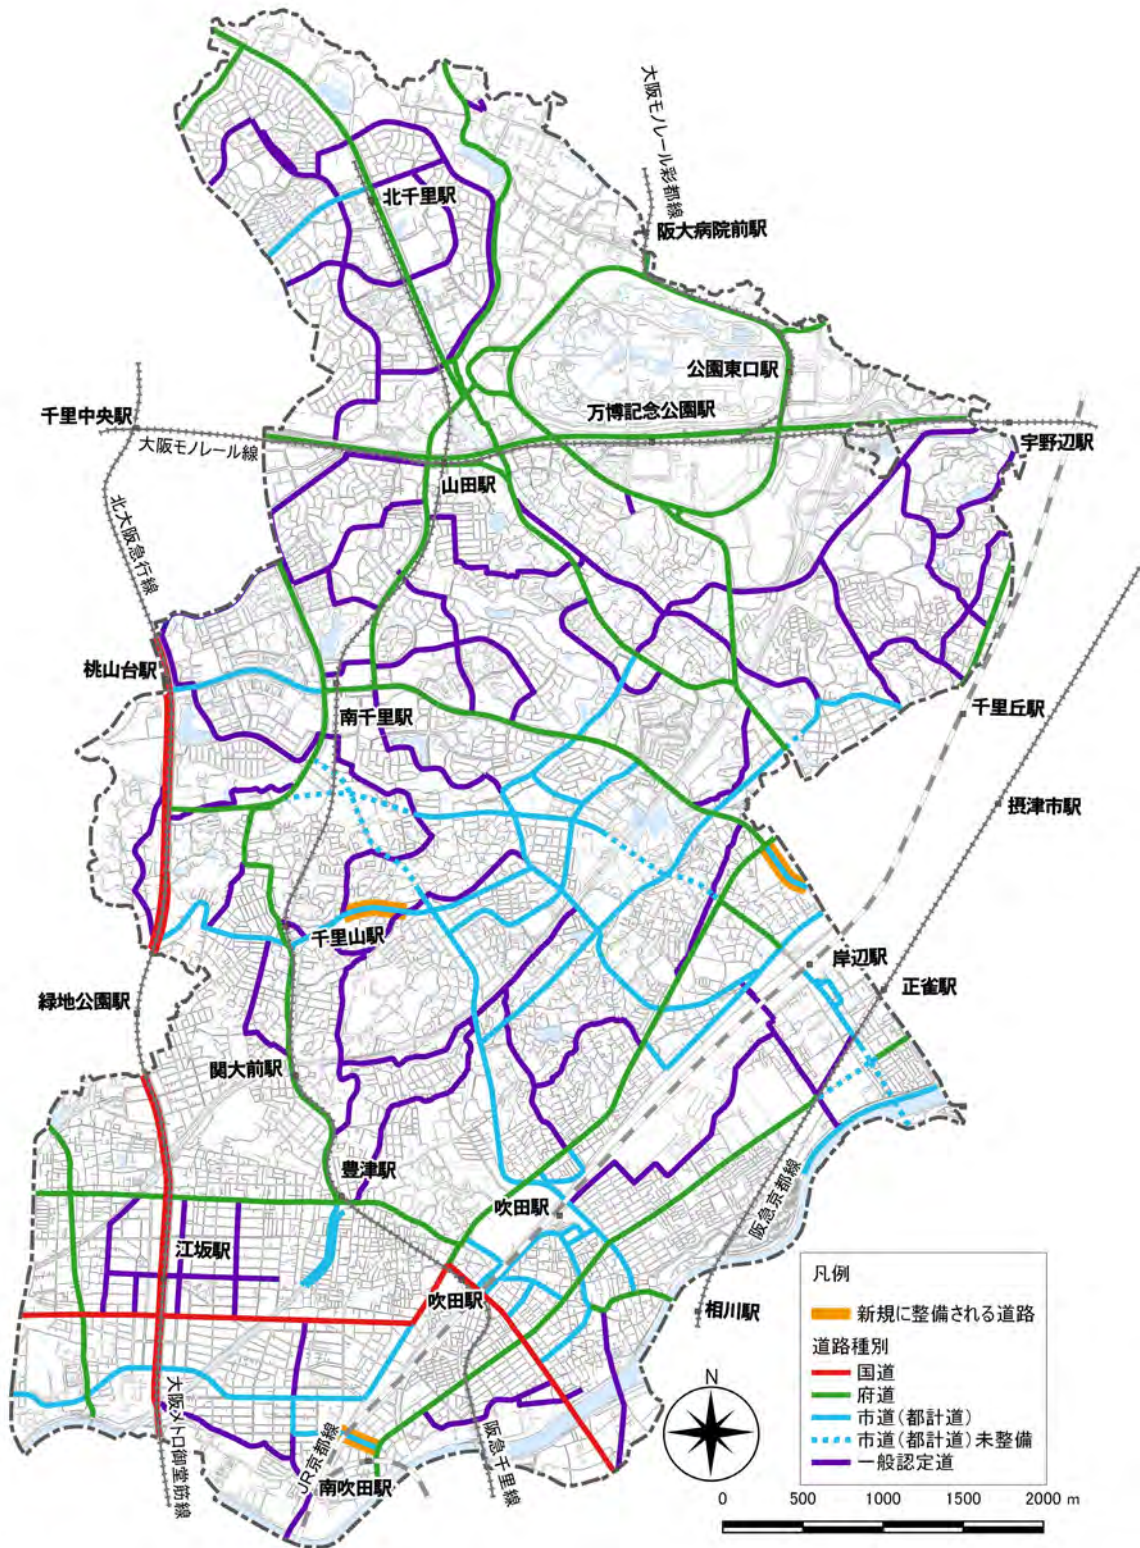 大阪モノレール彩都線
北千里駅
阪大病院前駅
公園東口駅
千里中央駅
万博記念公園駅
宇野辺駅
大阪モノレール線
山田駅
北大阪急行線
桃山台駅
南千里駅
千里丘駅
摂津市駅
千里山駅
岸辺駅
正雀駅
緑地公園駅
関大前駅
豊津駅
吹田駅
阪急京都線
江坂駅
吹田駅
相川駅
大阪メトロ御堂筋線
JR京都線
阪急千里線
南吹田駅
凡例
新規に整備される道路
道路種別
国道
府道
市道(都計道)
市道(都計道)未整備
一般認定道
N
0 500 1000 1500 2000 m